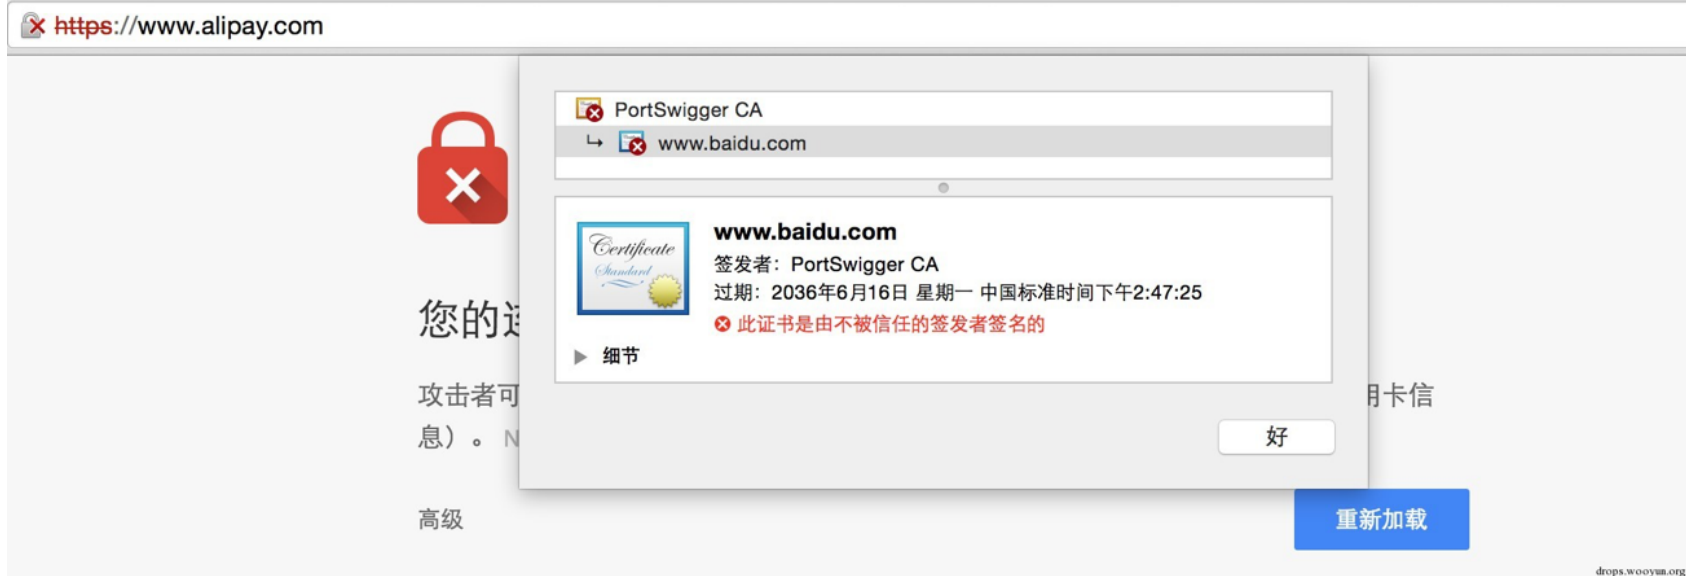 https://www.alipay.com
PortSwigger CA
www.baidu.com
Certificate
Standard
www.baidu.com
签发者：PortSwigger CA
过期：2036年6月16日 星期一 中国标准时间下午2:47:25
此证书是由不被信任的签发者签名的
细节
您的
攻击者可
用卡信
息）。 N
好
高级
重新加载
drops.wooyun.org